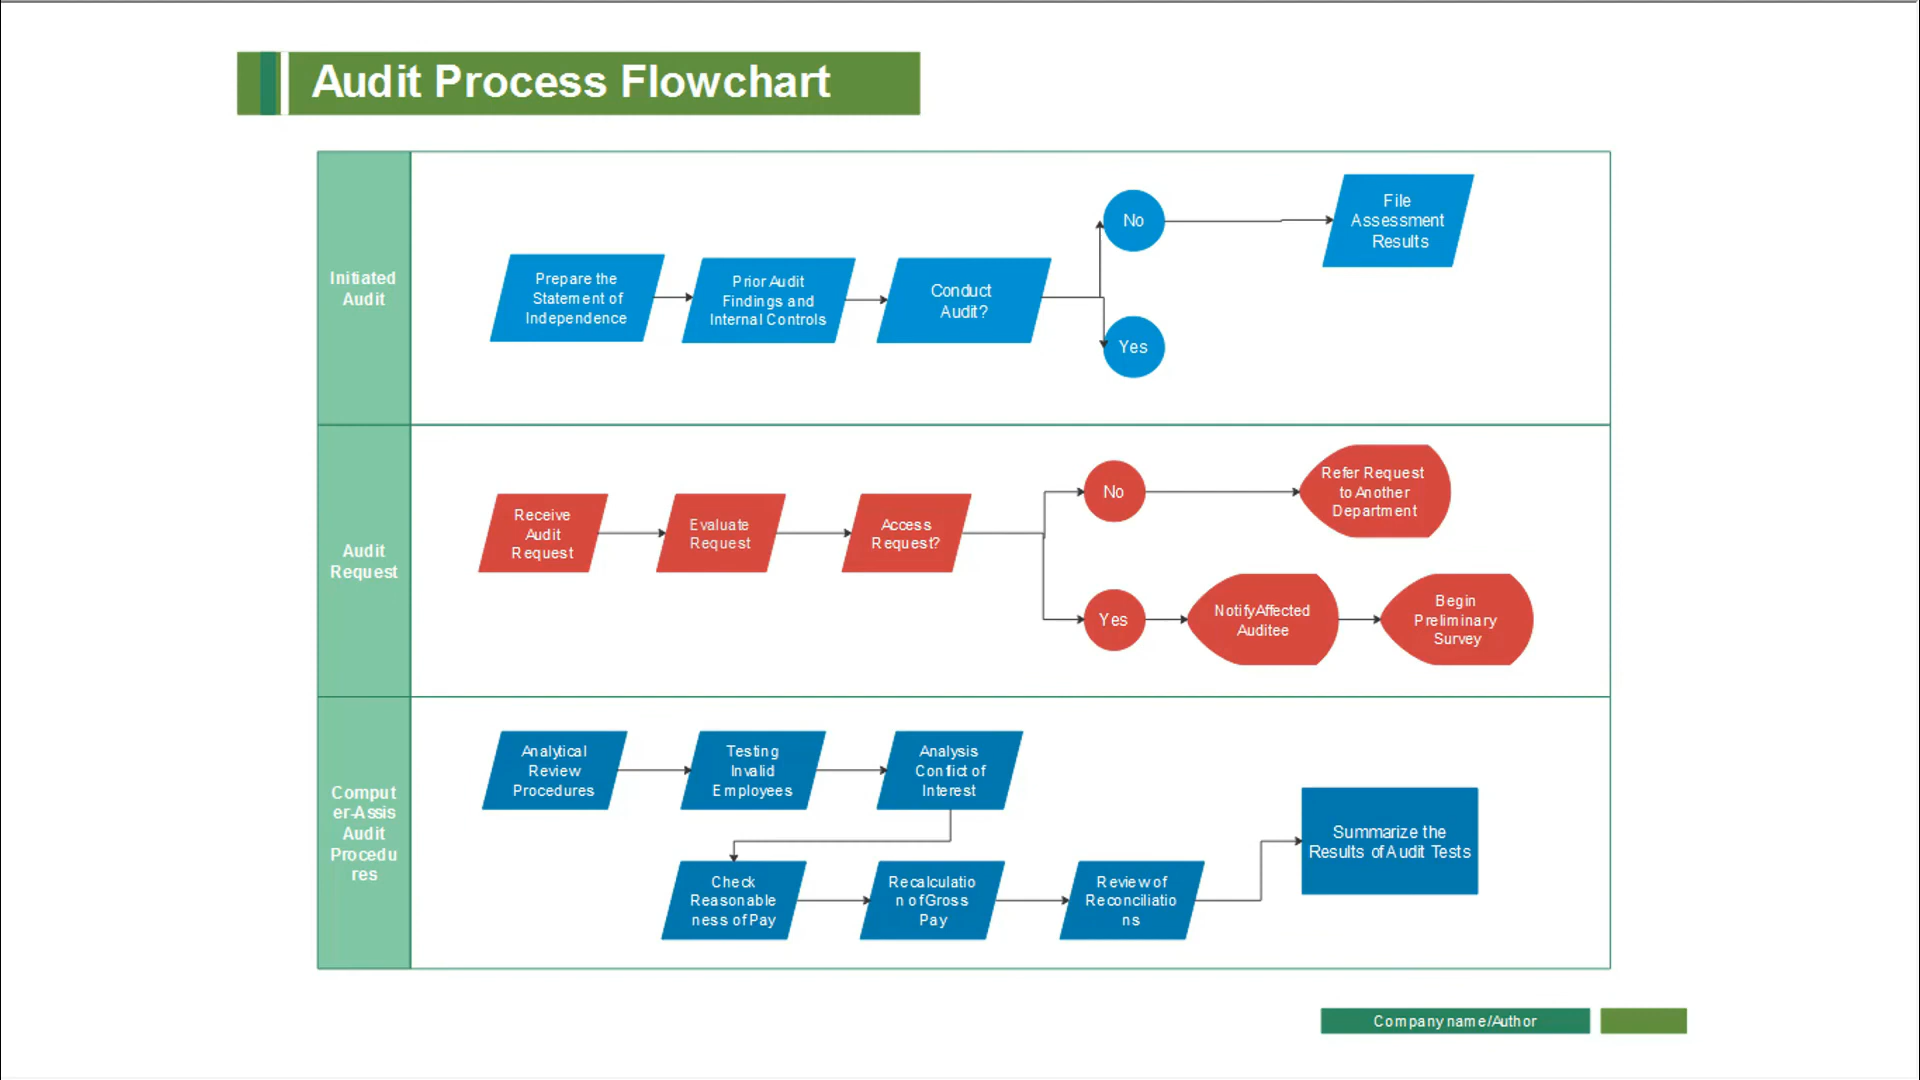 Audit Process Flowchart
Initiated
Audit
Prepare the
Statement of
Independence
Prior Audit
Findings and
Internal Controls
Conduct
Audit?
No
Yes
File
Assessment
Results
Audit
Request
Receive
Audit
Request
Evaluate
Request
Access
Request?
No
Refer Request
to Another
Department
Yes
Notify Affected
Auditee
Begin
Preliminary
Survey
Comput
er-Assis
Audit
Procedu
res
Analytical
Review
Procedures
Testing
Invalid
Employees
Analysis
Conflict of
Interest
Check
Reasonable
ness of Pay
Recalculatio
n of Gross
Pay
Review of
Reconciliatio
ns
Summarize the
Results of Audit Tests
Company name/Author